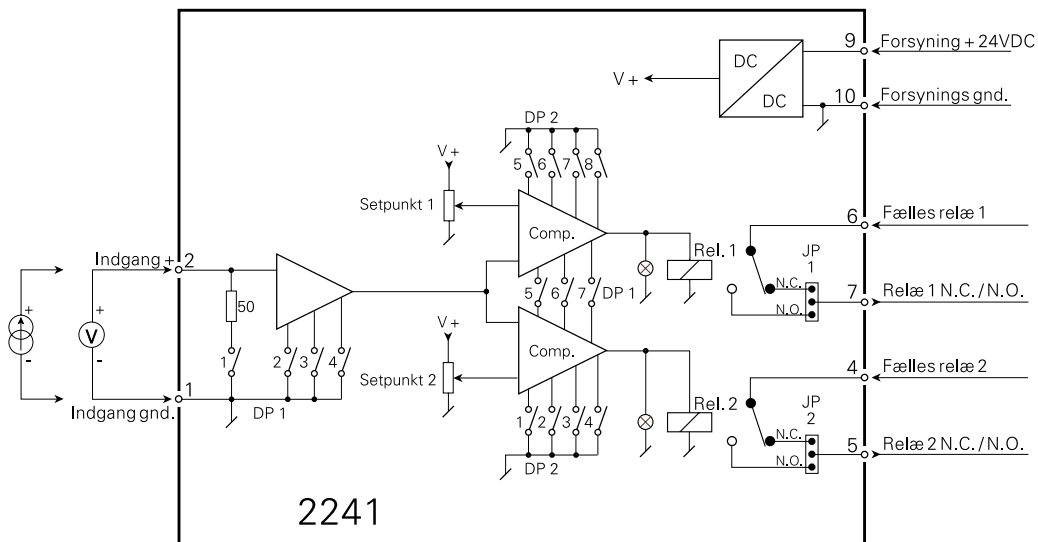 9
Forsyning + 24VDC
DC
V +
DC
10
Forsynings gnd.
DP 2
5
6
7
8
V +
Setpunkt 1
Comp.
6
Fælles relæ 1
Rel. 1
JP
1
N.C.
N.O.
7
Relæ 1 N.C./N.O.
Indgang +
2
50
5
6
7
DP 1
+
-
+
V
-
1
2
3
4
V +
Setpunkt 2
Comp.
4
Fælles relæ 2
1
Indgang gnd.
DP 1
1
2
3
4
DP 2
Rel. 2
JP
2
N.C.
N.O.
5
Relæ 2 N.C./N.O.
2241